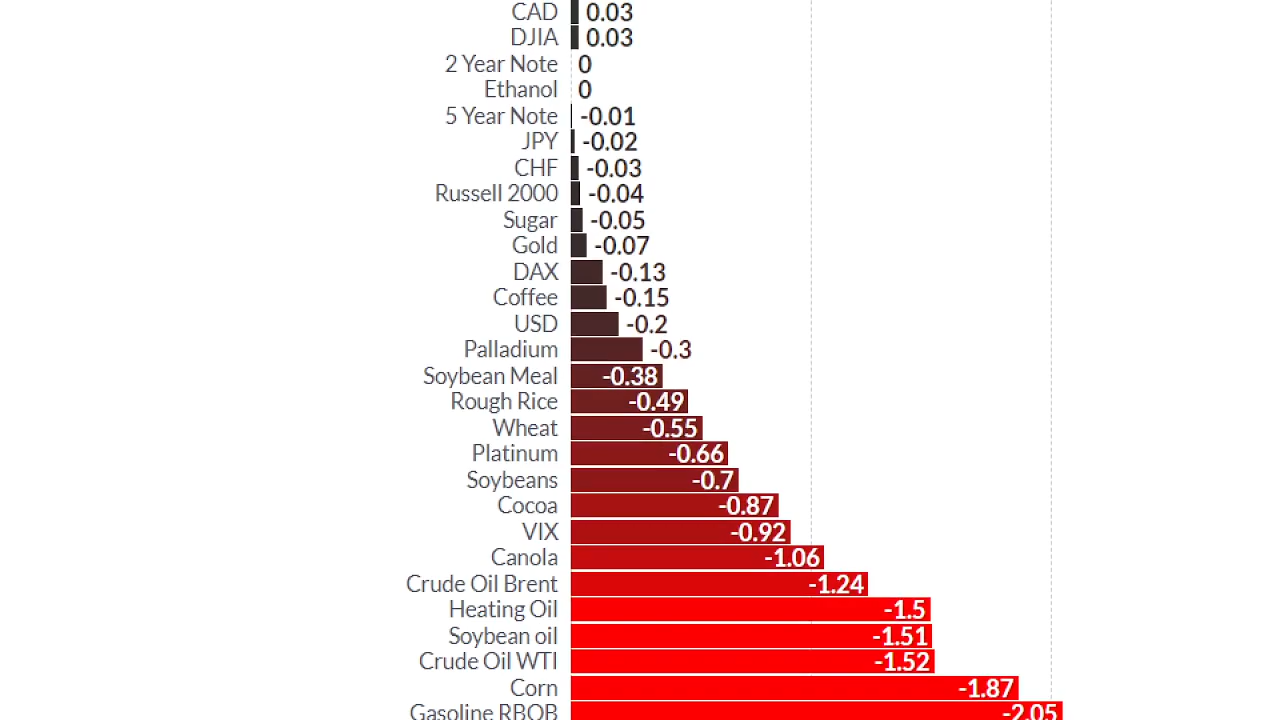 CAD 0.03
DJIA 0.03
2 Year Note 0
Ethanol 0
5 Year Note -0.01
JPY -0.02
CHF -0.03
Russell 2000 -0.04
Sugar -0.05
Gold -0.07
DAX -0.13
Coffee -0.15
USD -0.2
Palladium -0.3
Soybean Meal -0.38
Rough Rice -0.49
Wheat -0.55
Platinum -0.66
Soybeans -0.7
Cocoa -0.87
VIX -0.92
Canola -1.06
Crude Oil Brent -1.24
Heating Oil -1.5
Soybean oil -1.51
Crude Oil WTI -1.52
Corn -1.87
Gasoline RBOB -2.05